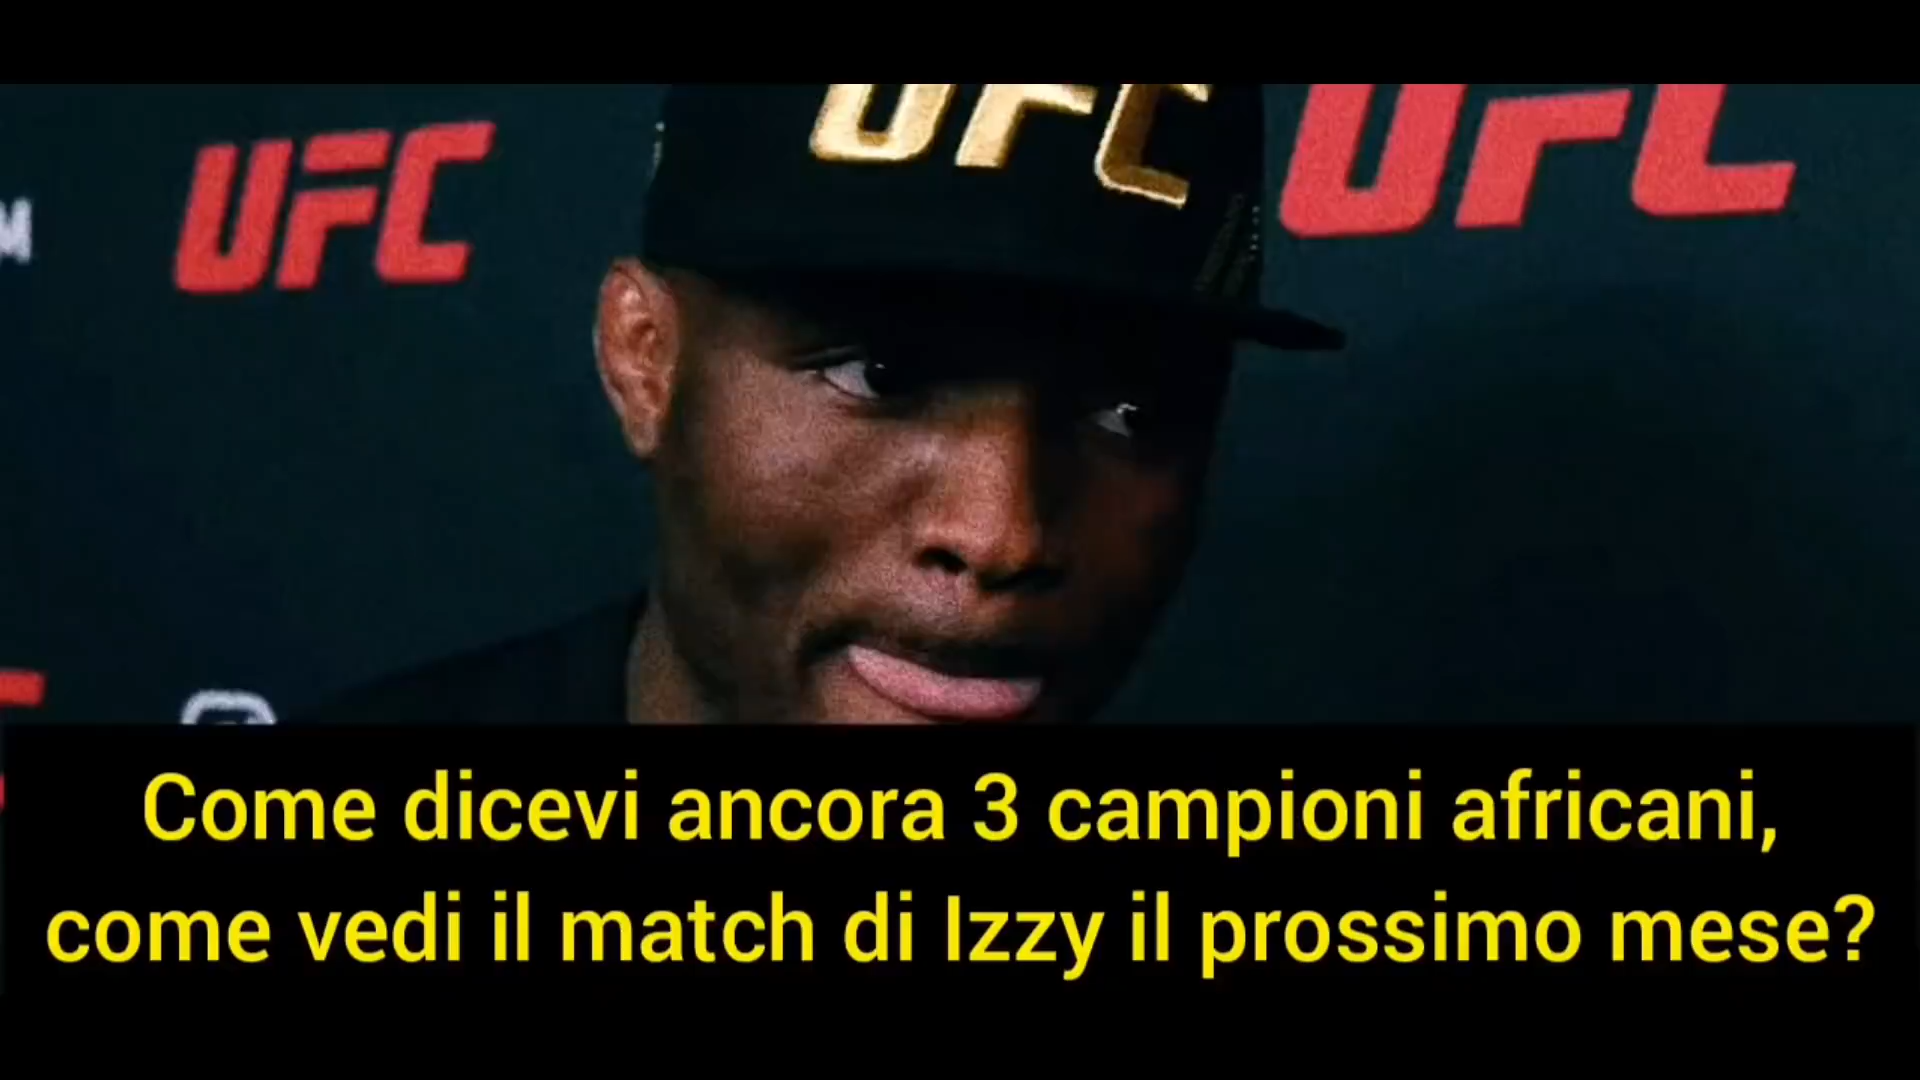 UFC
UFC
UFC
M
Come dicevi ancora 3 campioni africani,
come vedi il match di Izzy il prossimo mese?